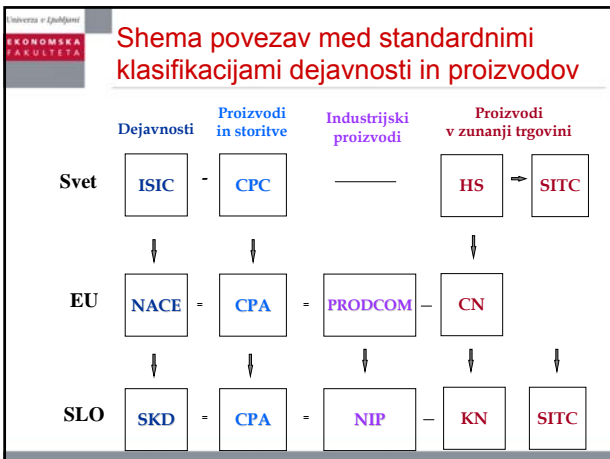 Univerza v Ljubljani
EKONOMSKA
FAKULTETA
Shema povezav med standardnimi
klasifikacijami dejavnosti in proizvodov
Dejavnosti
Proizvodi
in storitve
Industrijski
proizvodi
Proizvodi
v zunanji trgovini
Svet ISIC - CPC HS SITC
EU NACE = CPA = PRODCOM – CN
SLO SKD = CPA = NIP – KN SITC